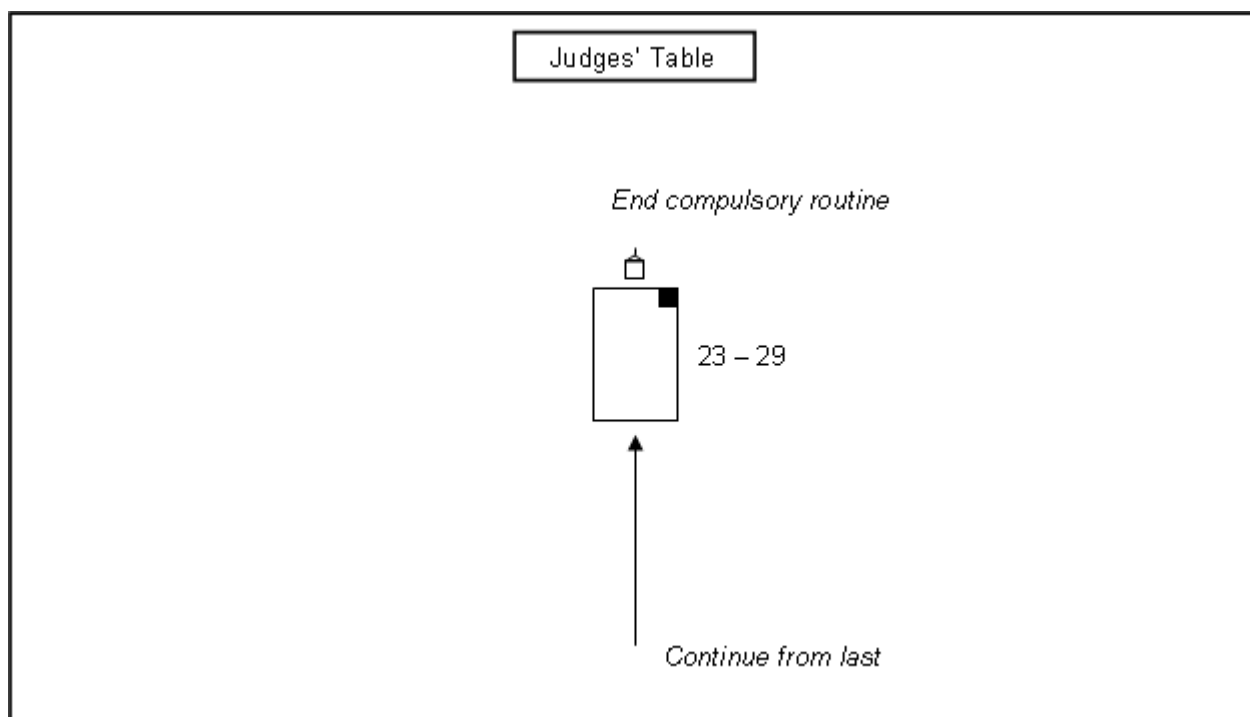 Judges' Table
End compulsory routine
23 – 29
Continue from last